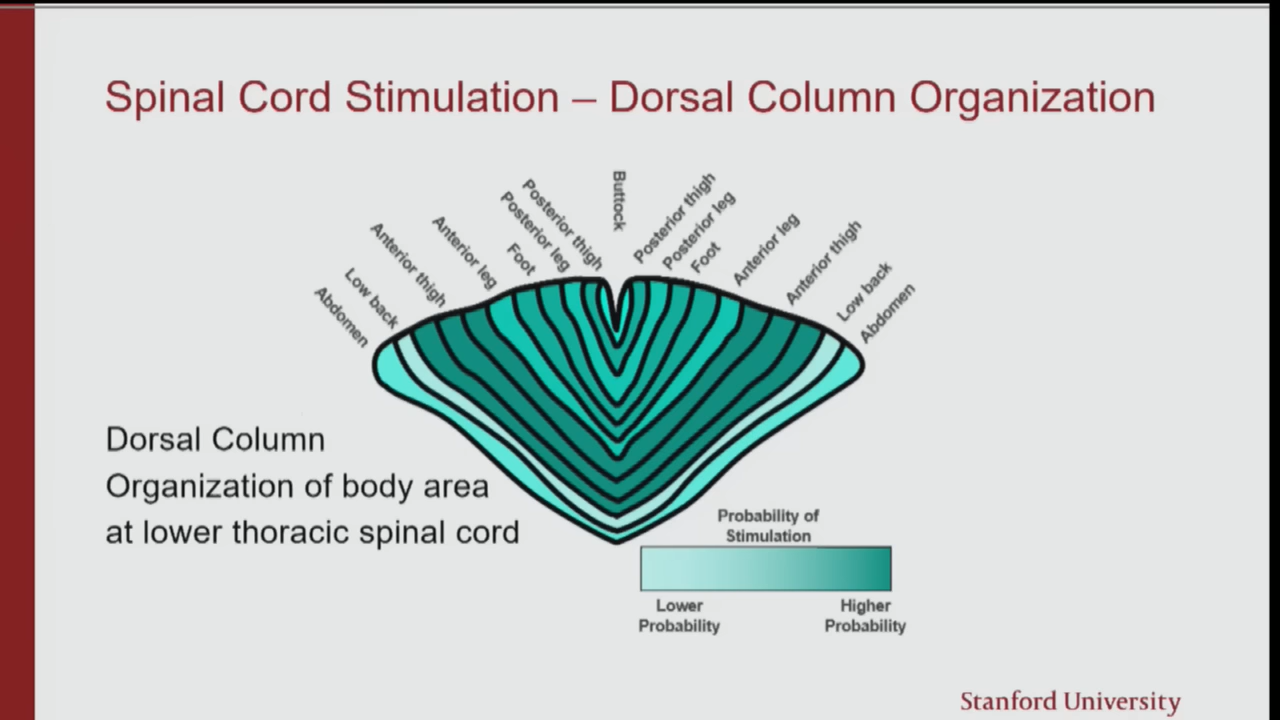 Spinal Cord Stimulation – Dorsal Column Organization
Abdomen
Low back
Anterior thigh
Anterior leg
Foot
Posterior leg
Posterior thigh
Buttock
Posterior thigh
Posterior leg
Foot
Anterior leg
Anterior thigh
Low back
Abdomen
Dorsal Column
Organization of body area
at lower thoracic spinal cord
Probability of
Stimulation
Lower
Probability
Higher
Probability
Stanford University